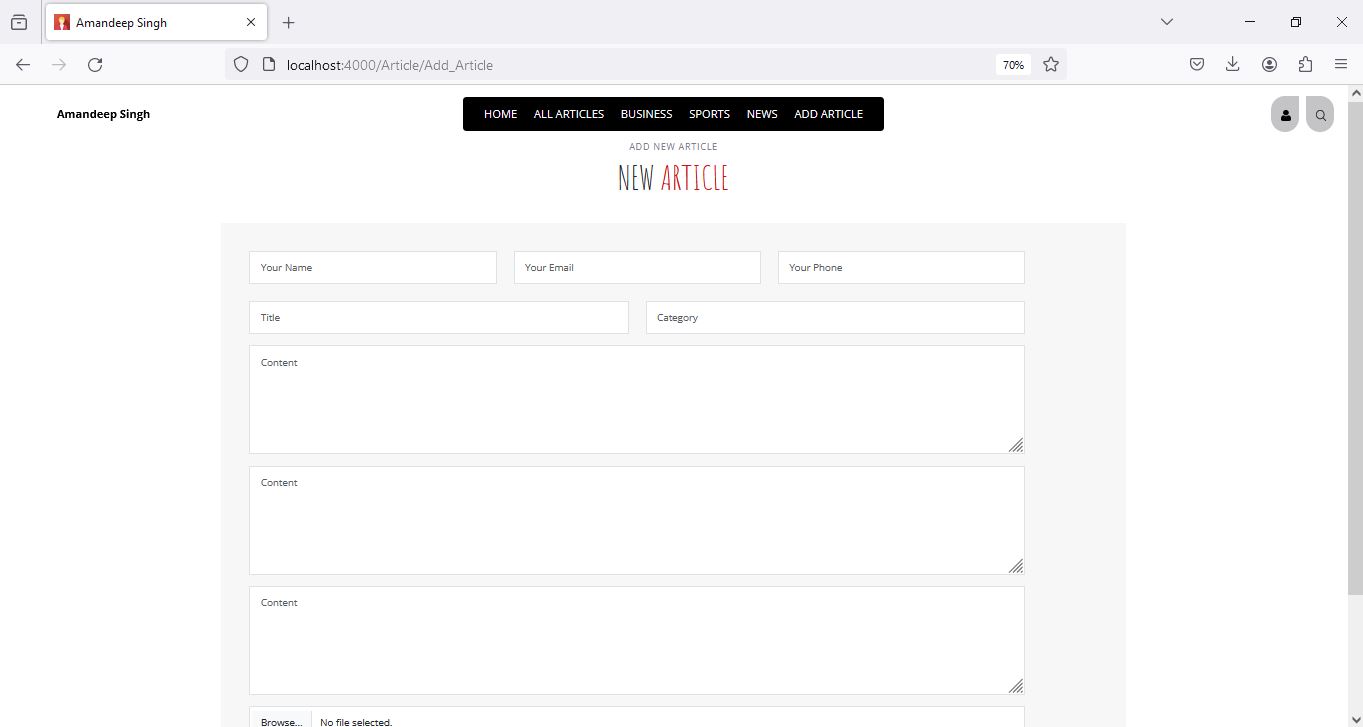 Amandeep Singh
localhost:4000/Article/Add_Article
70%
Amandeep Singh
HOME ALL ARTICLES BUSINESS SPORTS NEWS ADD ARTICLE
ADD NEW ARTICLE
NEW ARTICLE
Your Name Your Email Your Phone
Title Category
Content
Content
Content
Browse... No file selected.